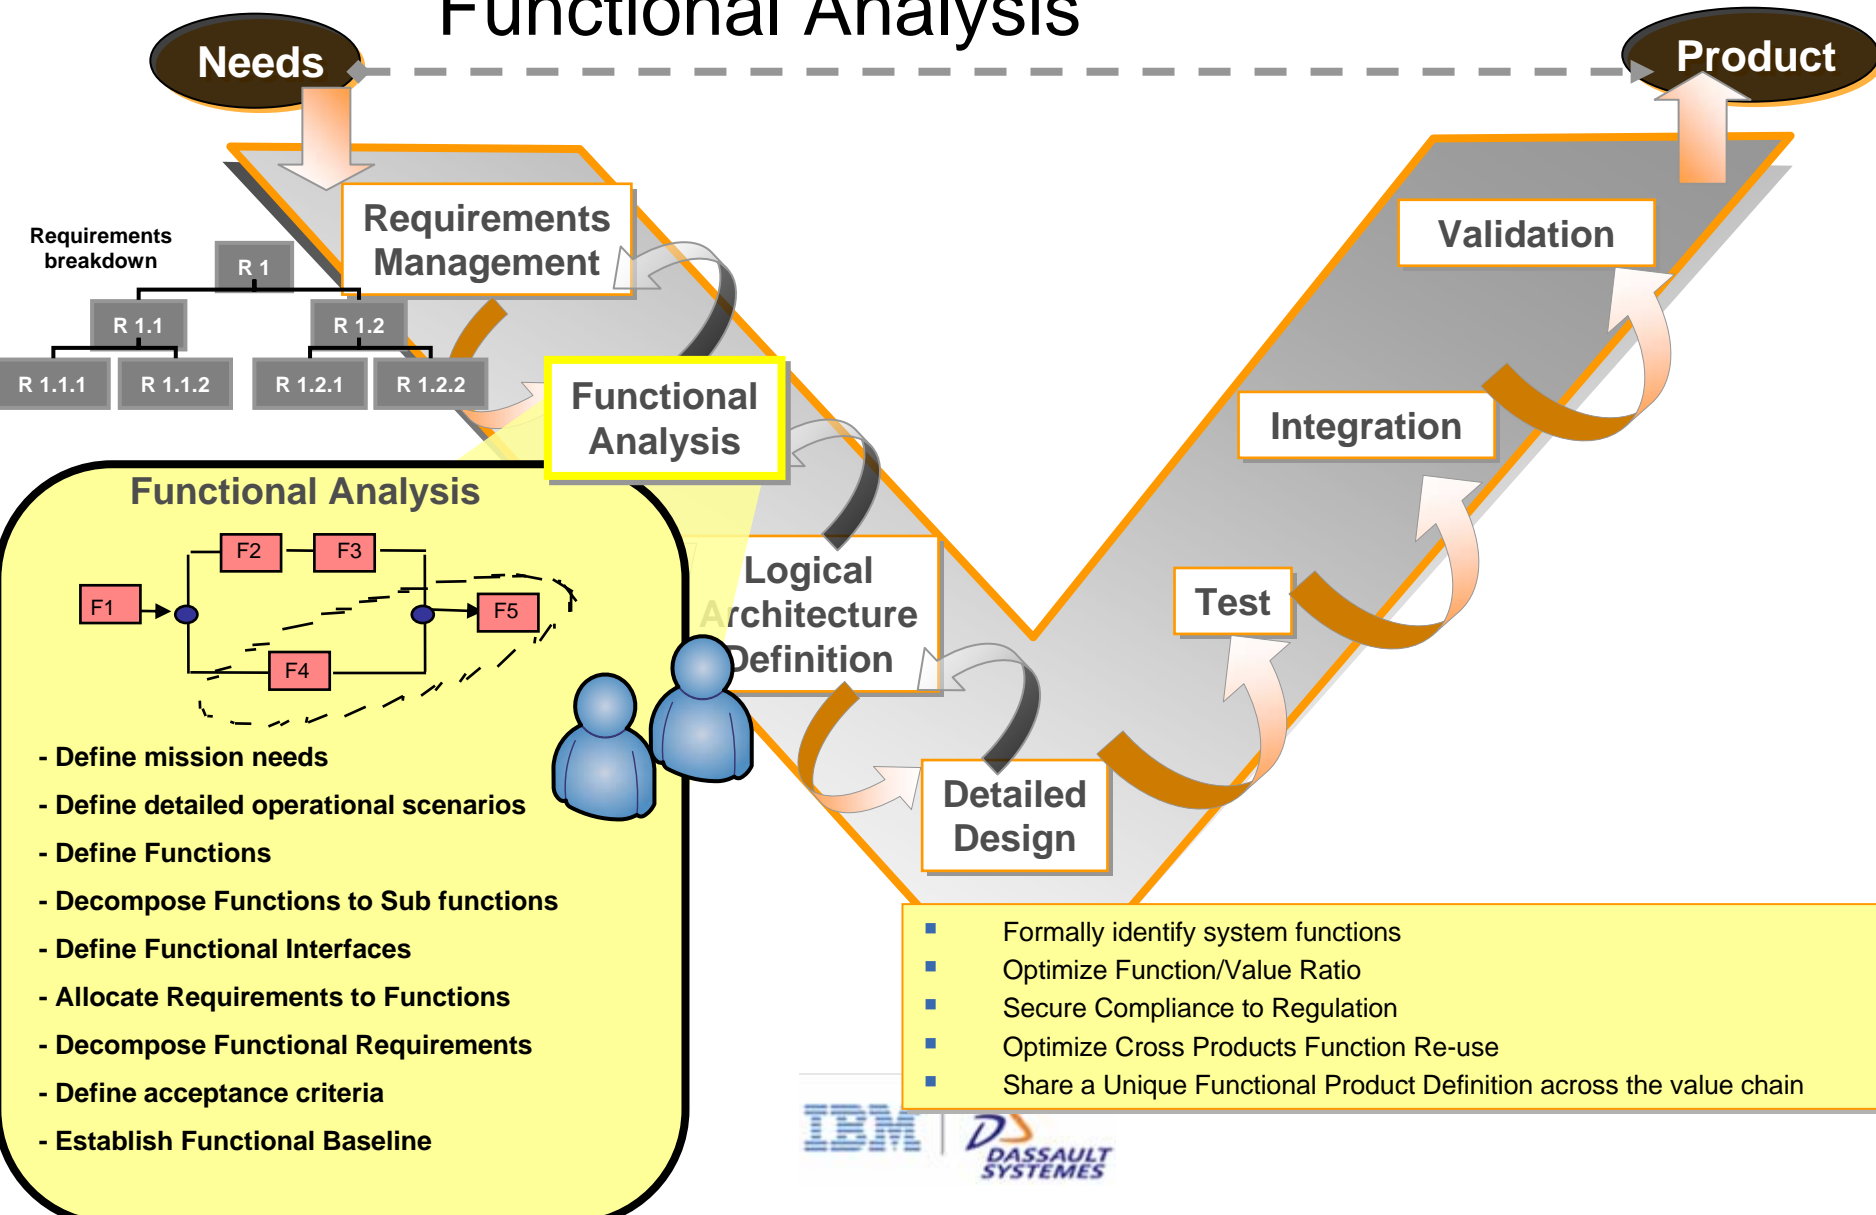 Functional Analysis
Needs
Product
Requirements
Management
Validation
Requirements
breakdown
R 1
R 1.1
R 1.2
R 1.1.1
R 1.1.2
R 1.2.1
R 1.2.2
Functional
Analysis
Integration
Functional Analysis
F2
F3
F1
F5
F4
Logical
Architecture
Definition
Test
Detailed
Design
- Define mission needs
- Define detailed operational scenarios
- Define Functions
- Decompose Functions to Sub functions
- Define Functional Interfaces
- Allocate Requirements to Functions
- Decompose Functional Requirements
- Define acceptance criteria
- Establish Functional Baseline
Formally identify system functions
Optimize Function/Value Ratio
Secure Compliance to Regulation
Optimize Cross Products Function Re-use
Share a Unique Functional Product Definition across the value chain
IBM
DASSAULT
SYSTEMES